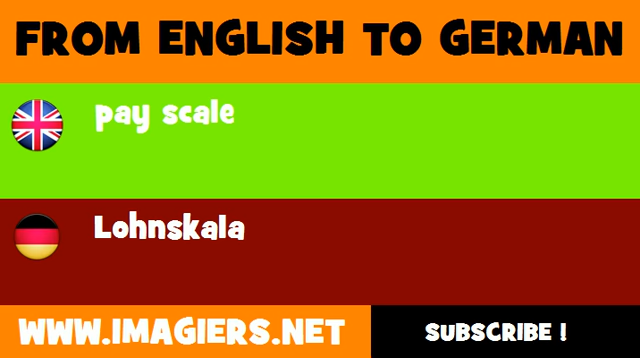 FROM ENGLISH TO GERMAN
pay scale
Lohnskala
WWW.IMAGIERS.NET
SUBSCRIBE !